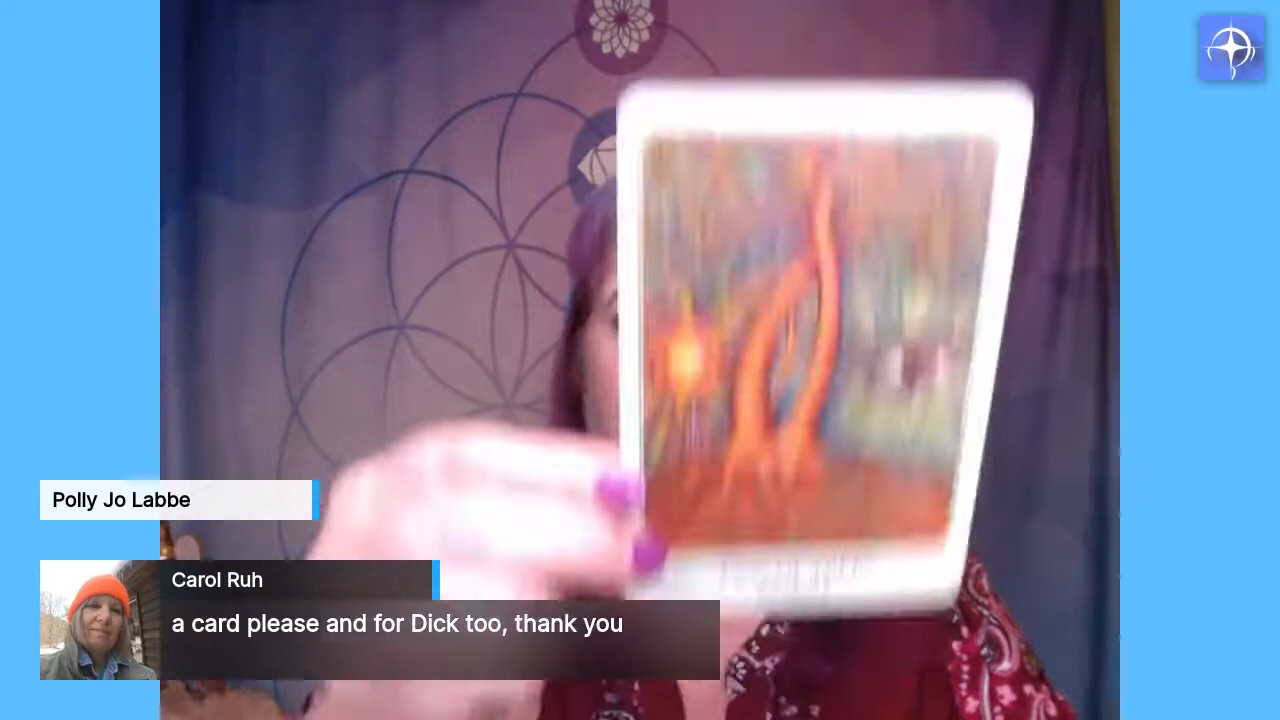 Polly Jo Labbe
Carol Ruh
a card please and for Dick too, thank you